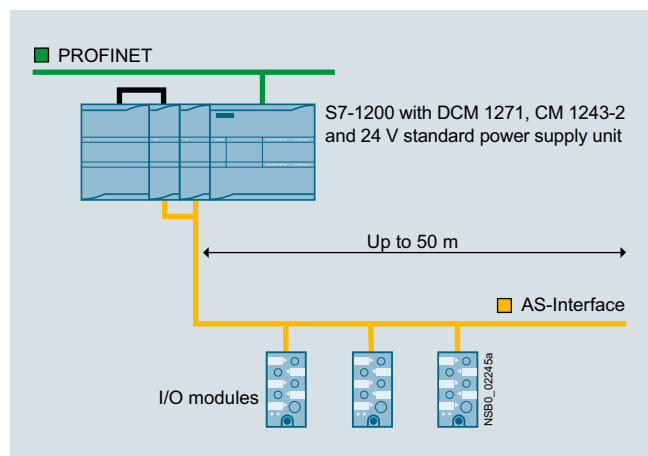 PROFINET
S7-1200 with DCM 1271, CM 1243-2
and 24 V standard power supply unit
Up to 50 m
AS-Interface
I/O modules
NSB0_02245a